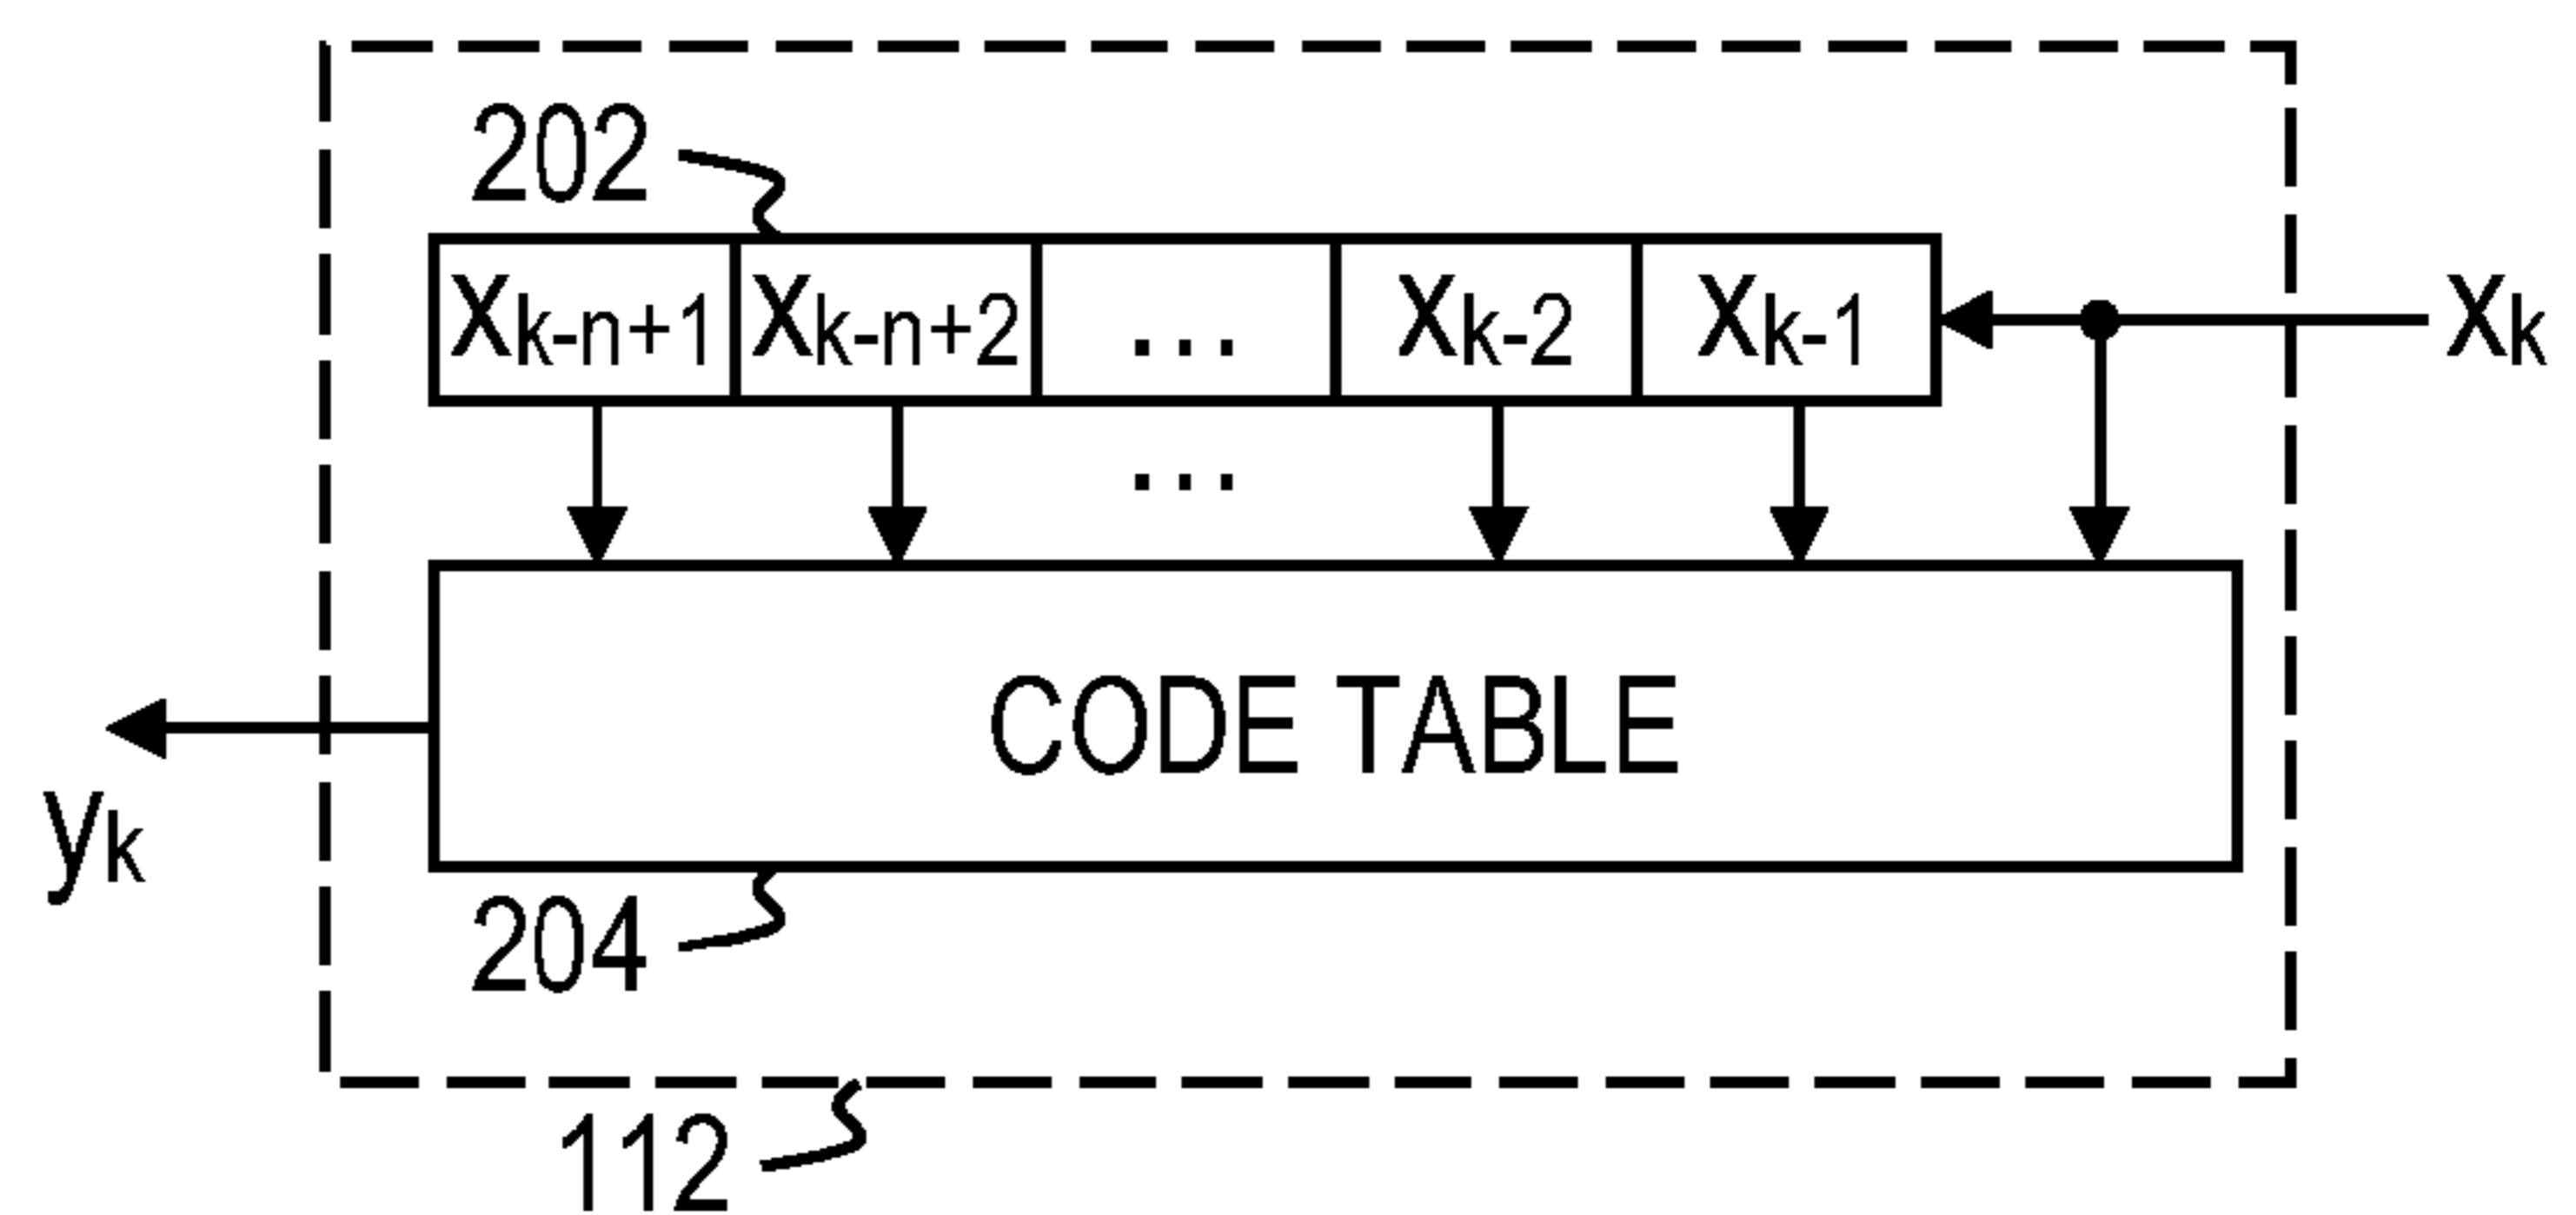 202
xk-n+1 xk-n+2 ... xk-2 xk-1 xk
...
CODE TABLE
yk
204
112